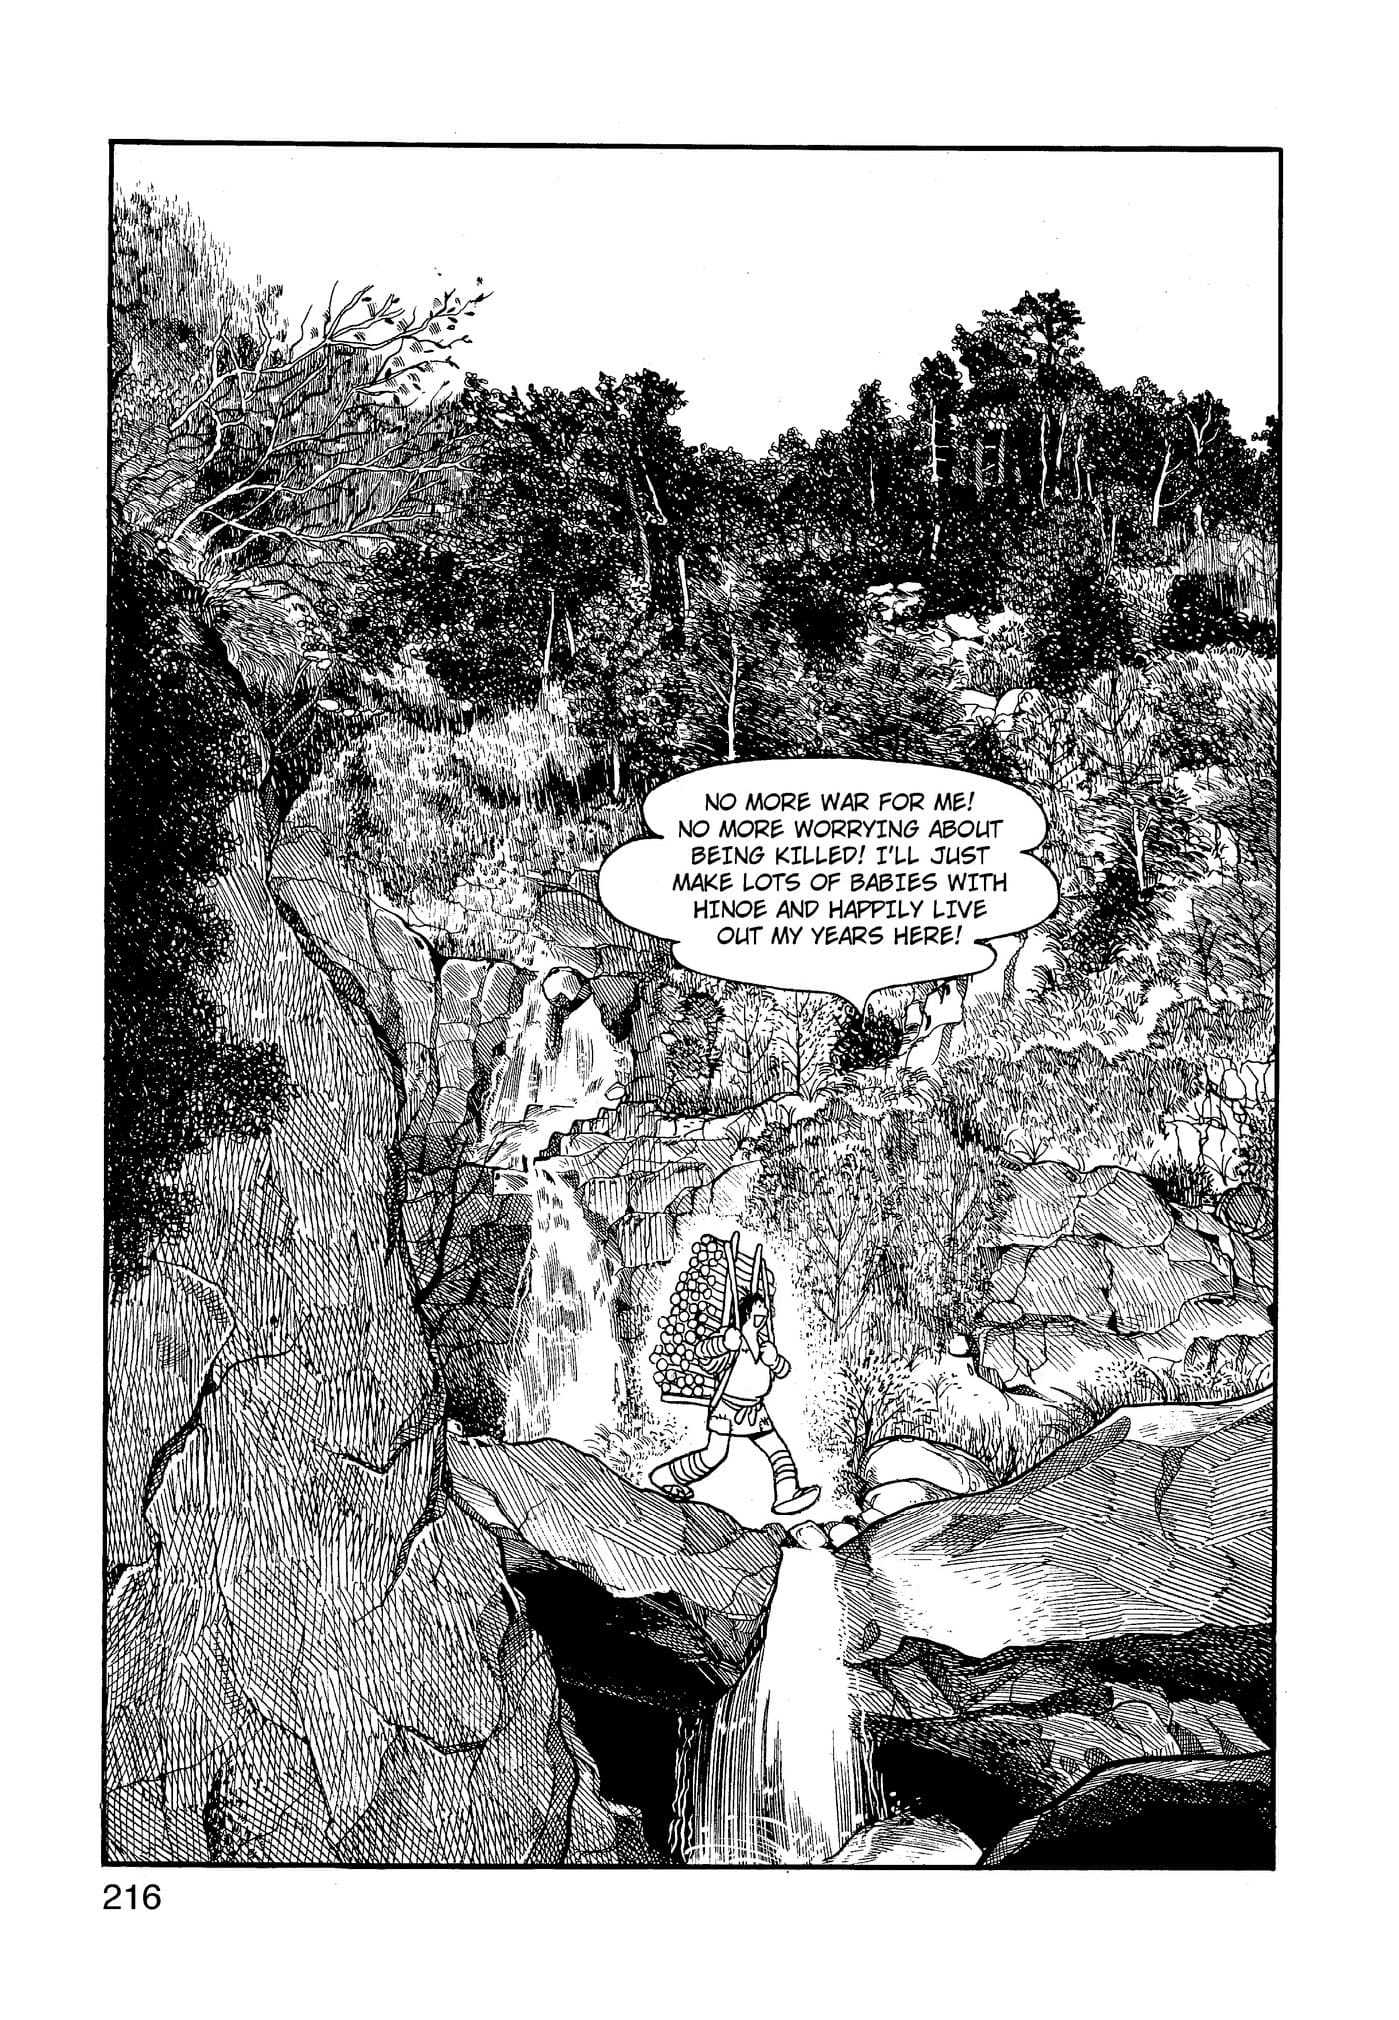 NO MORE WAR FOR ME!
NO MORE WORRYING ABOUT
BEING KILLED! I'LL JUST
MAKE LOTS OF BABIES WITH
HINOE AND HAPPILY LIVE
OUT MY YEARS HERE!
216